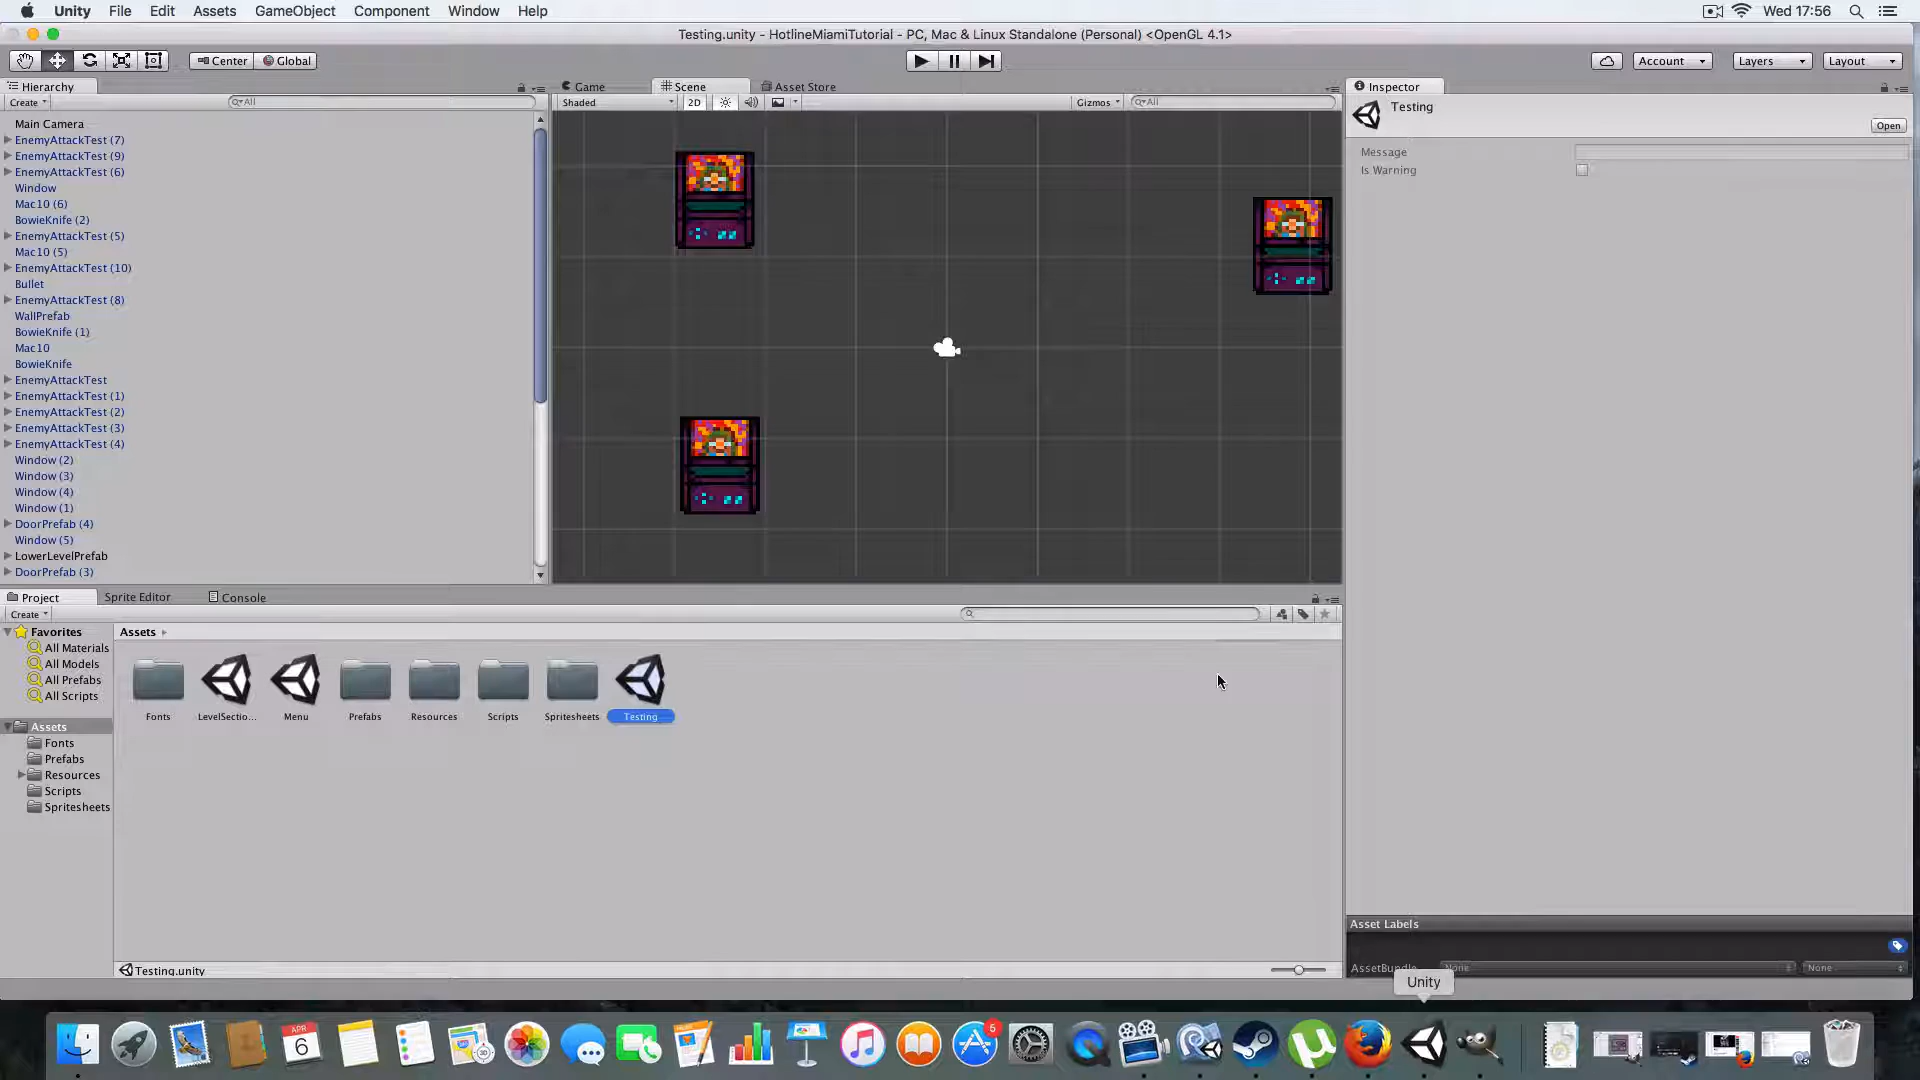 Unity File Edit Assets GameObject Component Window Help Wed 17:56
Testing.unity - HotlineMiamiTutorial - PC, Mac & Linux Standalone (Personal) <OpenGL 4.1>
Center Global Account Layers Layout
Hierarchy
Create All
Main Camera
EnemyAttackTest (7)
EnemyAttackTest (9)
EnemyAttackTest (6)
Window
Mac10 (6)
BowieKnife (2)
EnemyAttackTest (5)
Mac10 (5)
EnemyAttackTest (10)
Bullet
EnemyAttackTest (8)
WallPrefab
BowieKnife (1)
Mac10
BowieKnife
EnemyAttackTest
EnemyAttackTest (1)
EnemyAttackTest (2)
EnemyAttackTest (3)
EnemyAttackTest (4)
Window (2)
Window (3)
Window (4)
Window (1)
DoorPrefab (4)
Window (5)
LowerLevelPrefab
DoorPrefab (3)
Game Scene Asset Store
Shaded 2D Gizmos All
Inspector
Testing
Open
Message
Is Warning
Project Sprite Editor Console
Create
Favorites
All Materials
All Models
All Prefabs
All Scripts
Assets
Fonts
Prefabs
Resources
Scripts
Spritesheets
Assets
Fonts LevelSectio... Menu Prefabs Resources Scripts Spritesheets Testing
Testing.unity
Asset Labels
AssetBundle None None
Unity
APR
6
5